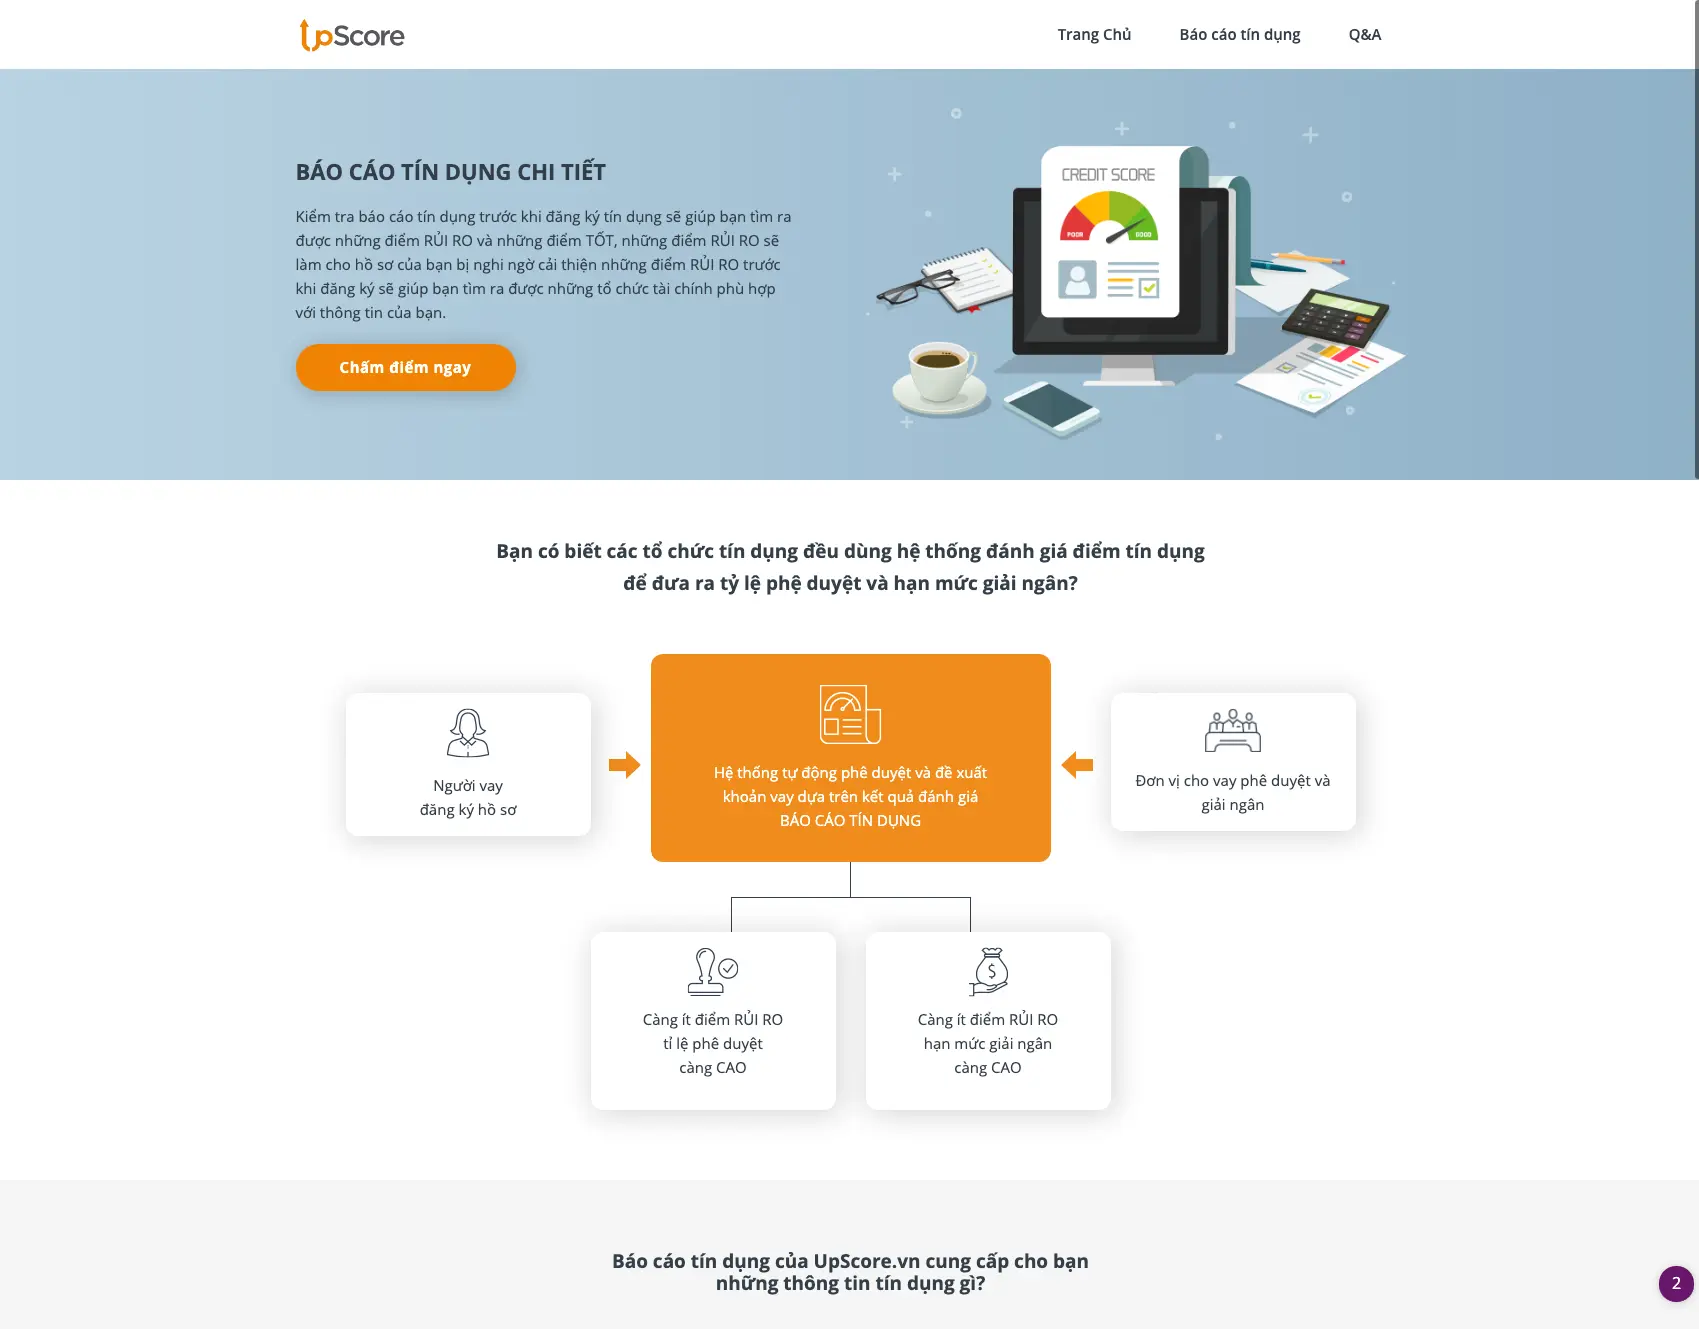 UpScore
Trang Chủ
Báo cáo tín dụng
Q&A
BÁO CÁO TÍN DỤNG CHI TIẾT
Kiểm tra báo cáo tín dụng trước khi đăng ký tín dụng sẽ giúp bạn tìm ra
được những điểm RỦI RO và những điểm TỐT, những điểm RỦI RO sẽ
làm cho hồ sơ của bạn bị nghi ngờ cải thiện những điểm RỦI RO trước
khi đăng ký sẽ giúp bạn tìm ra được những tổ chức tài chính phù hợp
với thông tin của bạn.
Chấm điểm ngay
CREDIT SCORE
POOR
GOOD
Bạn có biết các tổ chức tín dụng đều dùng hệ thống đánh giá điểm tín dụng
để đưa ra tỷ lệ phê duyệt và hạn mức giải ngân?
Người vay
đăng ký hồ sơ
Hệ thống tự động phê duyệt và đề xuất
khoản vay dựa trên kết quả đánh giá
BÁO CÁO TÍN DỤNG
Đơn vị cho vay phê duyệt và
giải ngân
Càng ít điểm RỦI RO
tỉ lệ phê duyệt
càng CAO
$
Càng ít điểm RỦI RO
hạn mức giải ngân
càng CAO
Báo cáo tín dụng của UpScore.vn cung cấp cho bạn
những thông tin tín dụng gì?
2